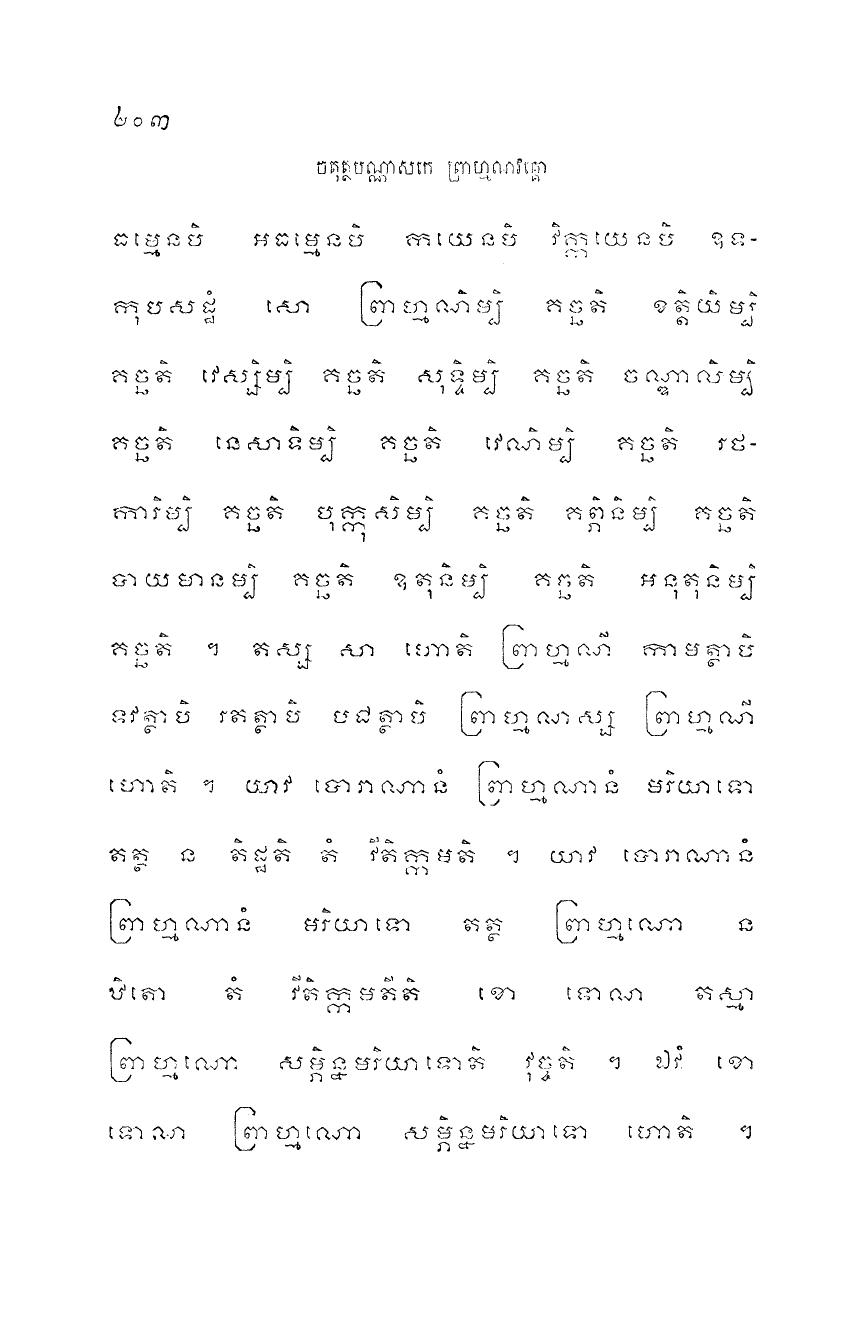 ៤០៣
ចតុត្ថបណ្ណាសកេ ព្រាហ្មណវគ្គោ
ធម្មេនបិ អធម្មេនបិ កយេនបិ វិក្កយេនបិ ឧទ-
កុបសដ្ឋំ សោ ព្រាហ្មណិម្បិ គច្ឆតិ ខត្តិយិម្បិ
គច្ឆតិ វេស្សិម្បិ គច្ឆតិ សុទ្ទិម្បិ គច្ឆតិ ចណ្ឌាលិម្បិ
គច្ឆតិ នេសាទិម្បិ គច្ឆតិ វេណិម្បិ គច្ឆតិ រថ-
ការិម្បិ គច្ឆតិ បុក្កុសិម្បិ គច្ឆតិ គព្ភិនិម្បិ គច្ឆតិ
បាយមានម្បិ គច្ឆតិ ឧតុនិម្បិ គច្ឆតិ អនុតុនិម្បិ
គច្ឆតិ ។ តស្ស សា ហោតិ ព្រាហ្មណី កាមត្ថាបិ
ទវត្ថាបិ រតត្ថាបិ បជត្ថាបិ ព្រាហ្មណស្ស ព្រាហ្មណី
ហោតិ ។ យាវ បោរាណានំ ព្រាហ្មណានំ មរិយាទោ
តត្ថ ន តិដ្ឋតិ តំ វីតិក្កមតិ ។ យាវ បោរាណានំ
ព្រាហ្មណានំ មរិយាទោ តត្ថ ព្រាហ្មណោ ន
ឋិតោ តំ វីតិក្កមតីតិ ខោ ទោណ តស្មា
ព្រាហ្មណោ សម្ភិន្នមរិយាទោតិ វុច្ចតិ ។ ឯវំ ខោ
ទោណ ព្រាហ្មណោ សម្ភិន្នមរិយាទោ ហោតិ ។